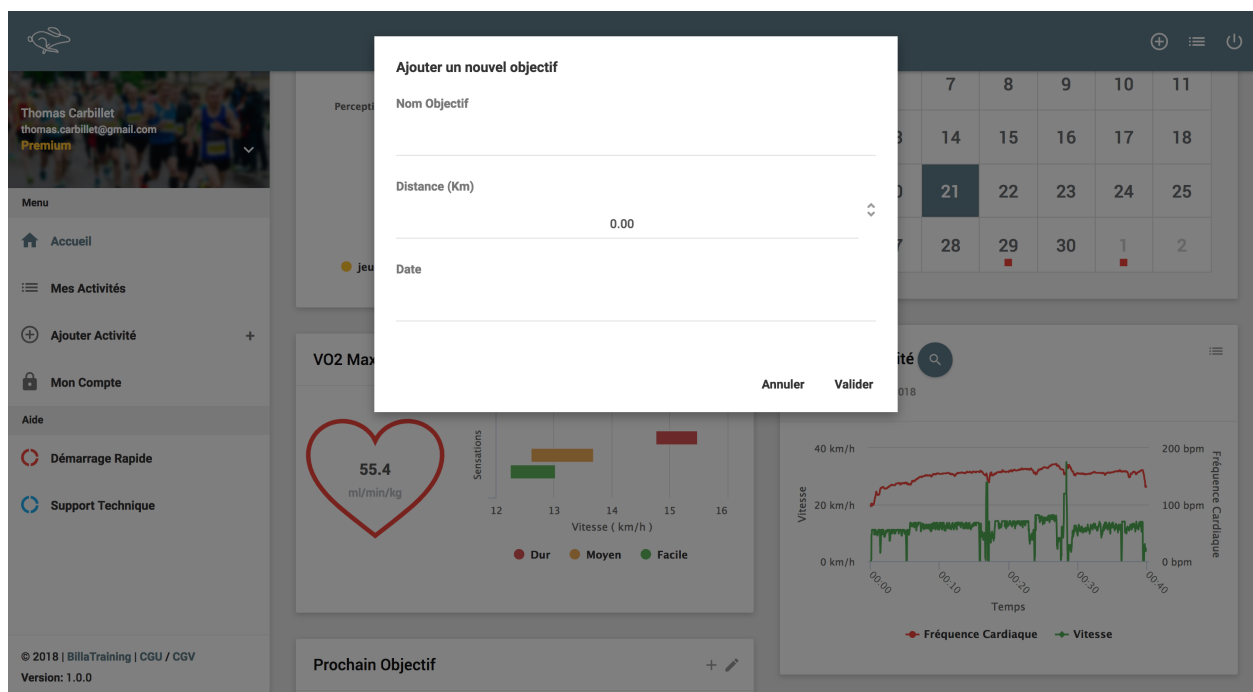 Thomas Carbillet
thomas.carbillet@gmail.com
Premium
Menu
Accueil
Mes Activités
Ajouter Activité +
Mon Compte
Aide
Démarrage Rapide
Support Technique
© 2018 | BillaTraining | CGU / CGV
Version: 1.0.0
Ajouter un nouvel objectif
Nom Objectif
Distance (Km)
0.00
Date
Annuler Valider
7 8 9 10 11
14 15 16 17 18
21 22 23 24 25
28 29 30 1 2
VO2 Max
55.4
ml/min/kg
Sensations
12 13 14 15 16
Vitesse ( km/h )
Dur Moyen Facile
2018
40 km/h
20 km/h
0 km/h
Vitesse
200 bpm
100 bpm
0 bpm
Fréquence Cardiaque
00:00 00:10 00:20 00:30 00:40
Temps
Fréquence Cardiaque Vitesse
Prochain Objectif +